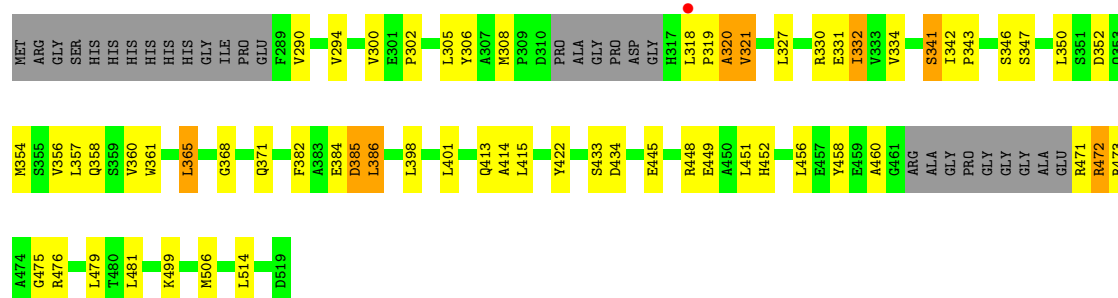 MET ARG GLY SER HIS HIS HIS HIS HIS HIS GLY ILE PRO GLU F289 V290 V294 V300 E301 P302 L305 Y306 A307 M308 P309 D310 PRO ALA GLY PRO ASP GLY H317 L318 P319 A320 V321 L327 R330 E331 I332 V333 V334 S341 I342 P343 S346 S347 L350 S351 D352 Q353
M354 S355 V356 L357 Q358 S359 V360 W361 L365 G368 Q371 F382 A383 E384 D385 L386 L398 L401 Q413 A414 L415 Y422 S433 D434 E445 R448 E449 A450 L451 H452 L456 E457 Y458 E459 A460 G461 ARG ALA GLY PRO GLY GLY GLY ALA GLU R471 R472 R473
A474 G475 R476 L479 T480 L481 K499 M506 L514 D519